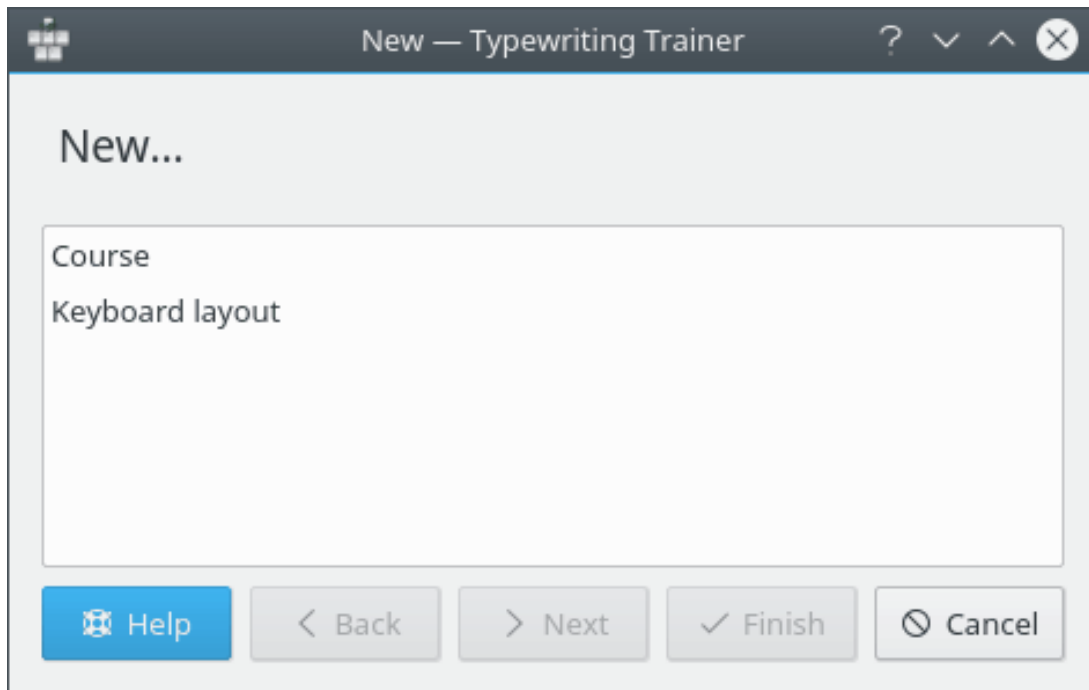 New — Typewriting Trainer
New...
Course
Keyboard layout
Help Back Next Finish Cancel